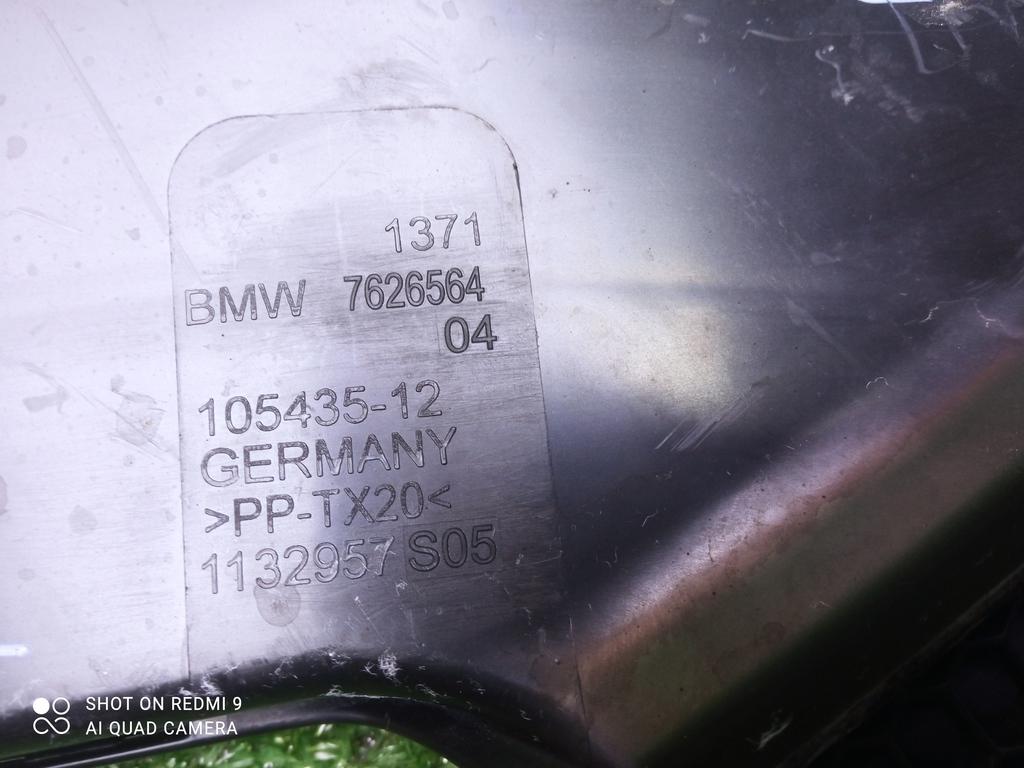 1371
BMW 7626564
04
105435-12
GERMANY
>PP-TX20<
1132957 S05
SHOT ON REDMI 9
AI QUAD CAMERA